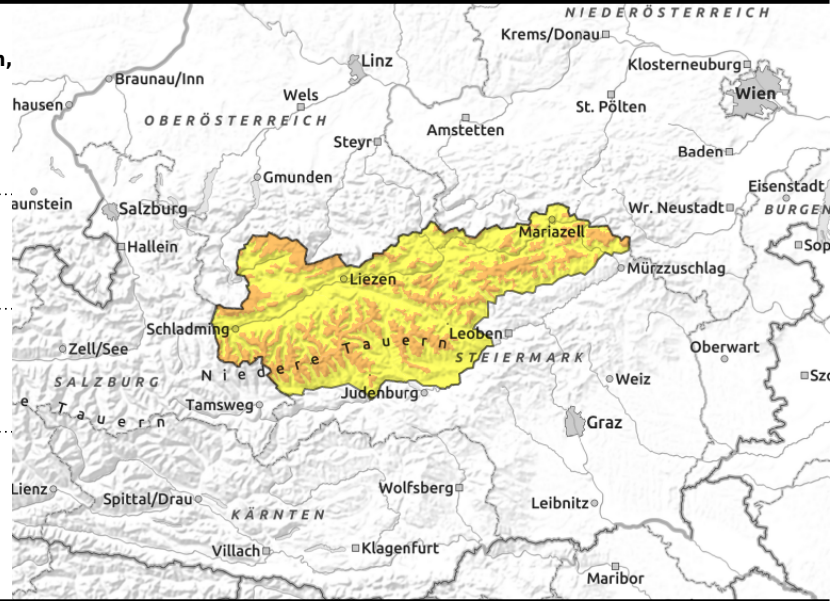 NIEDERÖSTERREICH
Krems/Donau
n,
Linz
Klosterneuburg
Braunau/Inn
Wien
hausen
Wels
St. Pölten
OBERÖSTERREICH
Amstetten
Steyr
Baden
Gmunden
Eisenstadt
aunstein
Salzburg
Wr. Neustadt
BURGEN
Mariazell
Hallein
Sop
Mürzzuschlag
Liezen
Schladming
Leoben
Niedere Tauern
Zell/See
Oberwart
STEIERMARK
SALZBURG
Weiz
Szo
Judenburg
Tamsweg
e Tauern
Graz
Lienz
Wolfsberg
Spittal/Drau
Leibnitz
KÄRNTEN
Villach
Klagenfurt
Maribor